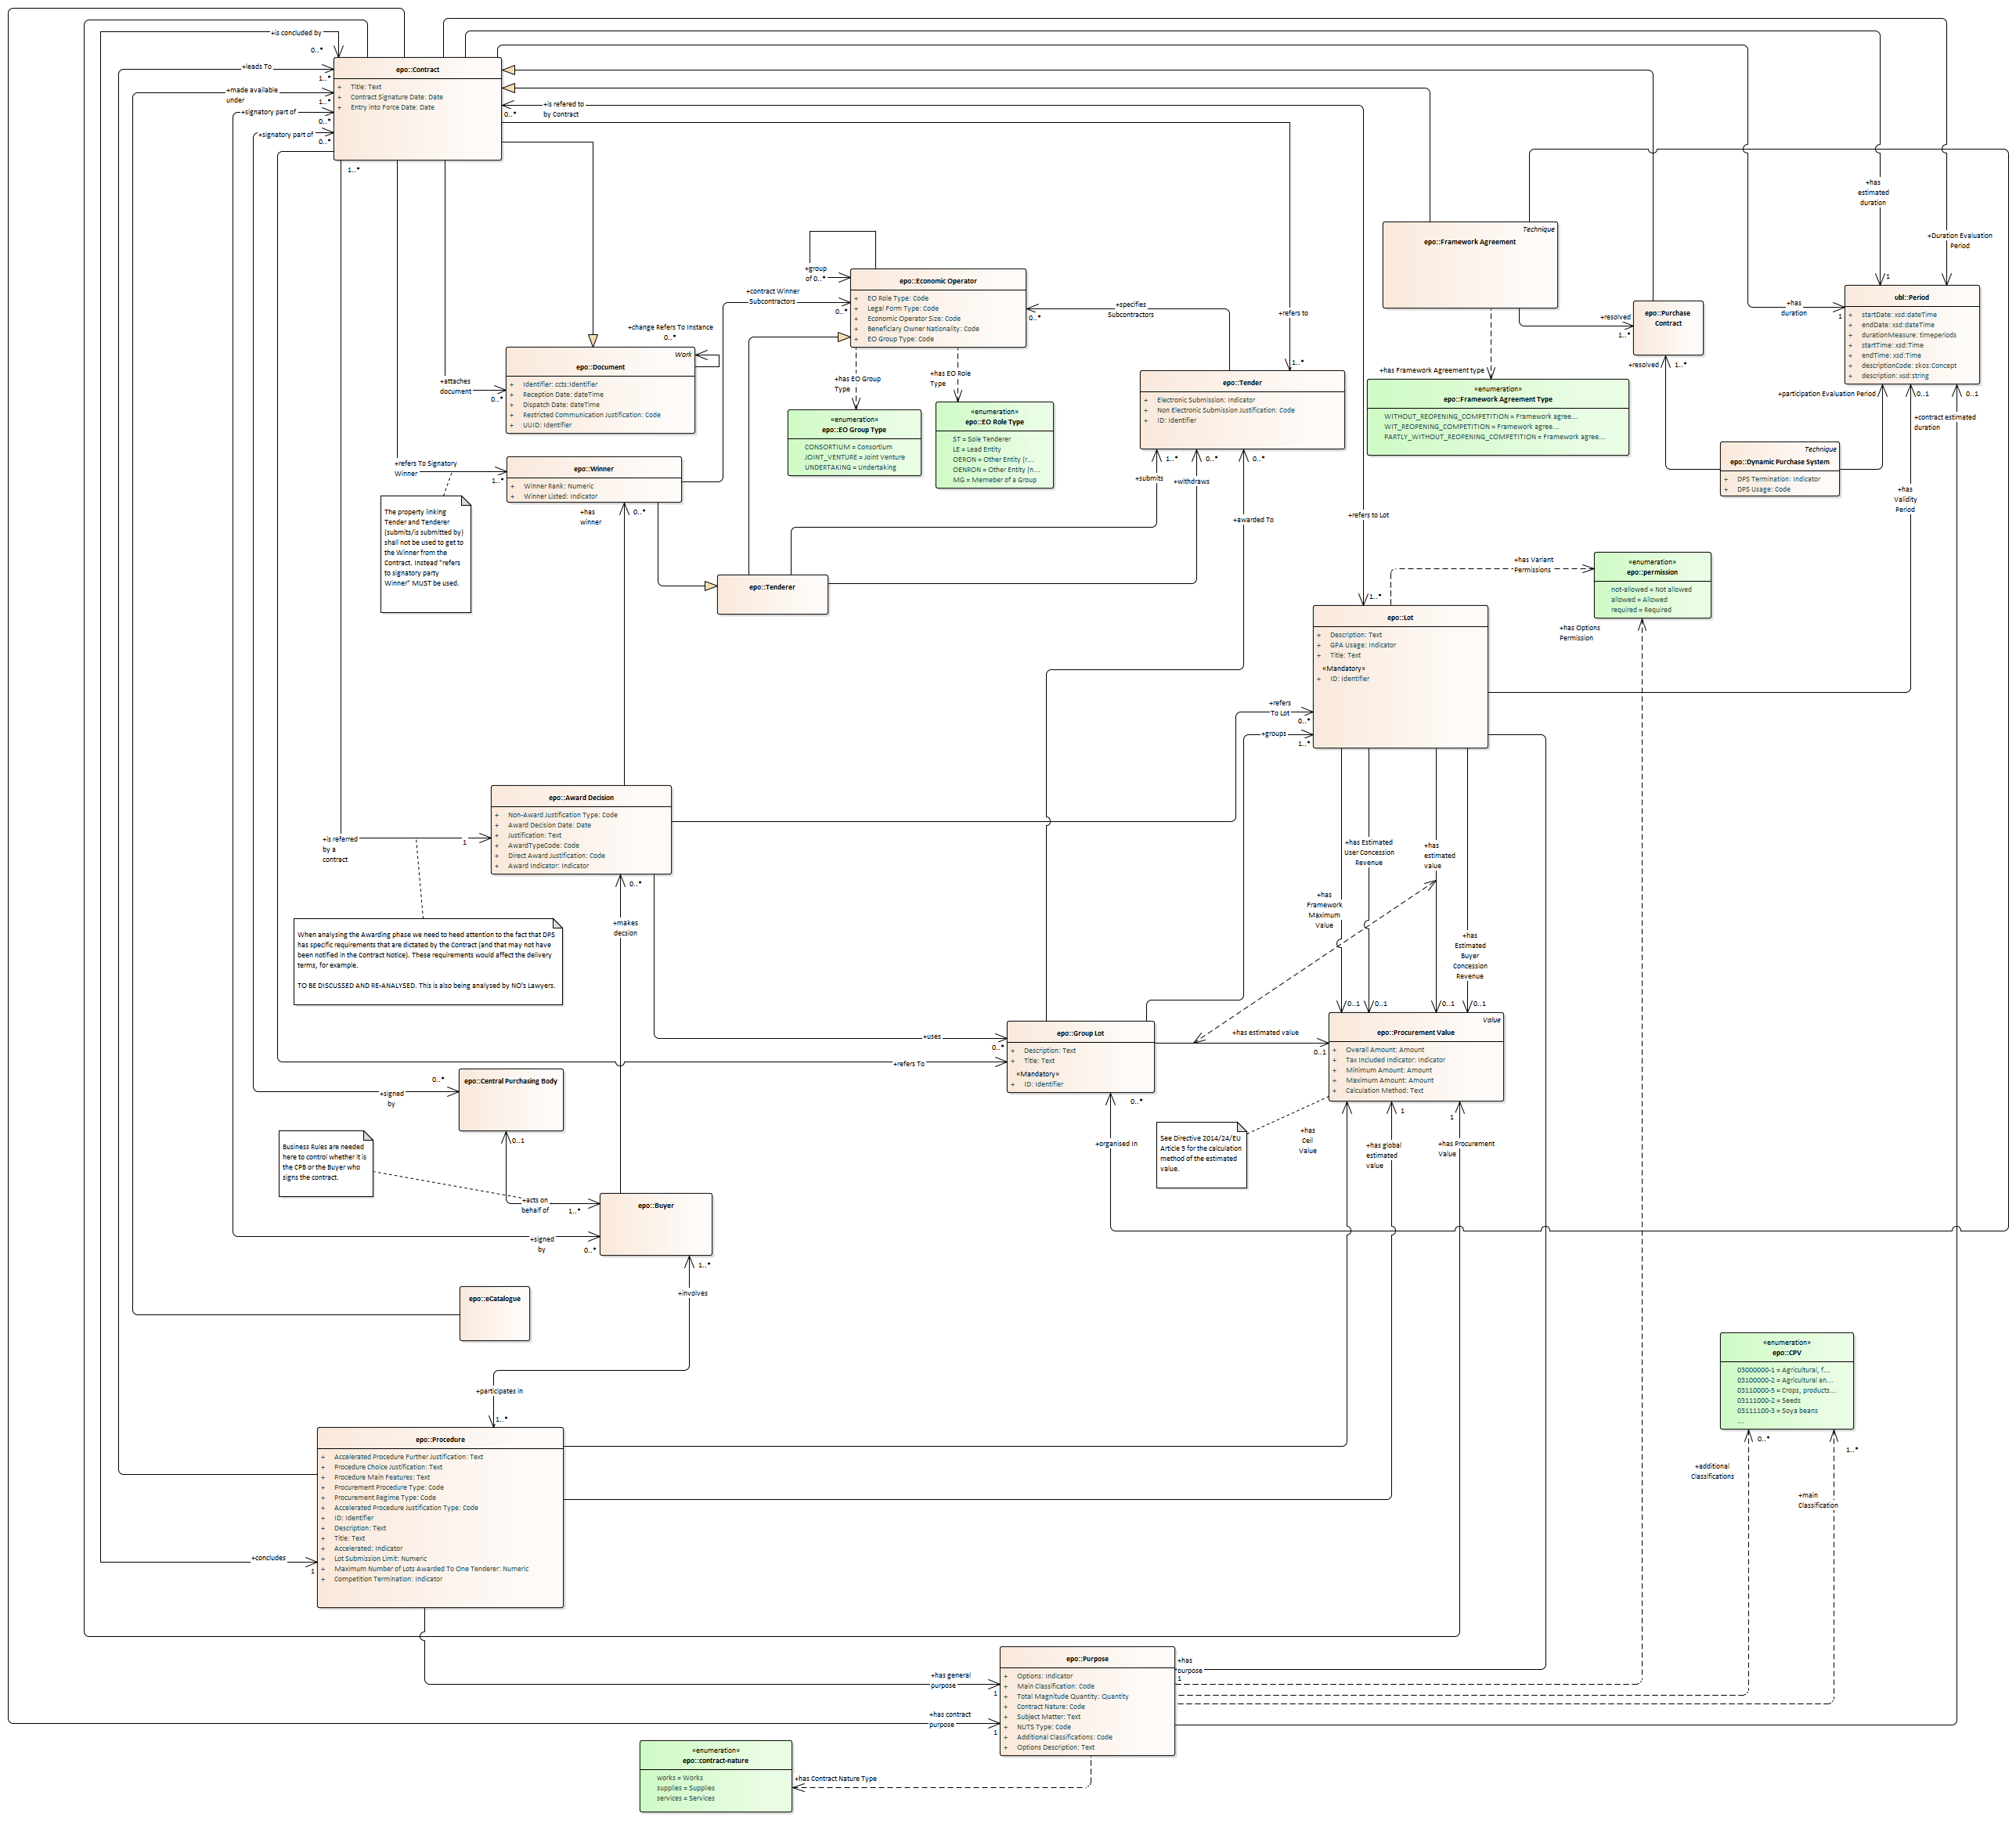 +is concluded by
0..*
+leads To
1..*
+made available
under
1..*
+signatory part of
0..*
+signatory part of
0..*
epo::Contract
+ Title: Text
+ Contract Signature Date: Date
+ Entry into Force Date: Date
1..*
+is refered to
by Contract
0..*
+has
estimated
duration
1
+Duration Evaluation
Period
+has
duration
1
Technique
epo::Framework Agreement
+resolved
1..*
epo::Purchase
Contract
+resolved
1..*
ubl::Period
+ startDate: xsd:dateTime
+ endDate: xsd:dateTime
+ durationMeasure: timeperiods
+ startTime: xsd:Time
+ endTime: xsd:Time
+ descriptionCode: skos:Concept
+ description: xsd:string
+participation Evaluation Period
0..1
0..1
+contract estimated
duration
+has
Validity
Period
Technique
epo::Dynamic Purchase System
+ DPS Termination: Indicator
+ DPS Usage: Code
+has Framework Agreement type
«enumeration»
epo::Framework Agreement Type
WITHOUT_REOPENING_COMPETITION = Framework agree...
WIT_REOPENING_COMPETITION = Framework agree...
PARTLY_WITHOUT_REOPENING_COMPETITION = Framework agree...
+group
of 0..*
epo::Economic Operator
+ EO Role Type: Code
+ Legal Form Type: Code
+ Economic Operator Size: Code
+ Beneficiary Owner Nationality: Code
+ EO Group Type: Code
+contract Winner
Subcontractors
0..*
+specifies
Subcontractors
0..*
+refers to
1..*
+change Refers To Instance
0..*
Work
epo::Document
+ Identifier: ccts:Identifier
+ Reception Date: dateTime
+ Dispatch Date: dateTime
+ Restricted Communication Justification: Code
+ UUID: Identifier
+attaches
document
0..*
+has EO Group
Type
+has EO Role
Type
«enumeration»
epo::EO Group Type
CONSORTIUM = Consortium
JOINT_VENTURE = Joint Venture
UNDERTAKING = Undertaking
«enumeration»
epo::EO Role Type
ST = Sole Tenderer
LE = Lead Entity
OERON = Other Entity (r...
OENRON = Other Entity (n...
MG = Memeber of a Group
epo::Tender
+ Electronic Submission: Indicator
+ Non Electronic Submission Justification: Code
+ ID: Identifier
1..*
+submits
0..*
+withdraws
0..*
+awarded To
+refers To Signatory
Winner
1..*
epo::Winner
+ Winner Rank: Numeric
+ Winner Listed: Indicator
+has
winner
0..*
The property linking
Tender and Tenderer
(submits/is submitted by)
shall not be used to get to
the Winner from the
Contract. Instead "refers
to signatory party
Winner" MUST be used.
epo::Tenderer
+refers to Lot
1..*
+has Variant
Permissions
«enumeration»
epo::permission
not-allowed = Not allowed
allowed = Allowed
required = Required
+has Options
Permission
epo::Lot
+ Description: Text
+ GPA Usage: Indicator
+ Title: Text
«Mandatory»
+ ID: Identifier
+refers
To Lot
0..*
+groups
1..*
epo::Award Decision
+ Non-Award Justification Type: Code
+ Award Decision Date: Date
+ Justification: Text
+ AwardTypeCode: Code
+ Direct Award Justification: Code
+ Award Indicator: Indicator
+is referred
by a
contract
1
0..*
+makes
decsion
+has Estimated
User Concession
Revenue
+has
estimated
value
+has
Framework
Maximum
Value
+has
Estimated
Buyer
Concession
Revenue
0..1
0..1
0..1
0..1
When analysing the Awarding phase we need to heed attention to the fact that DPS
has specific requirements that are dictated by the Contract (and that may not have
been notified in the Contract Notice). These requirements would affect the delivery
terms, for example.
TO BE DISCUSSED AND RE-ANALYSED. This is also being analysed by NO's Lawyers.
+uses
0..*
+refers To
epo::Group Lot
+ Description: Text
+ Title: Text
«Mandatory»
+ ID: Identifier
0..*
+organised in
+has estimated value
0..1
Value
epo::Procurement Value
+ Overall Amount: Amount
+ Tax Included Indicator: Indicator
+ Minimum Amount: Amount
+ Maximum Amount: Amount
+ Calculation Method: Text
+has
Ceil
Value
1
+has global
estimated
value
1
+has Procurement
Value
See Directive 2014/24/EU
Article 5 for the calculation
method of the estimated
value.
0..*
+signed
by
epo::Central Purchasing Body
0..1
Business Rules are needed
here to control whether it is
the CPB or the Buyer who
signs the contract.
+acts on
behalf of
1..*
+signed
by
0..*
epo::Buyer
1..*
+involves
epo::eCatalogue
+participates in
1..*
epo::Procedure
+ Accelerated Procedure Further Justification: Text
+ Procedure Choice Justification: Text
+ Procedure Main Features: Text
+ Procurement Procedure Type: Code
+ Procurement Regime Type: Code
+ Accelerated Procedure Justification Type: Code
+ ID: Identifier
+ Description: Text
+ Title: Text
+ Accelerated: Indicator
+ Lot Submission Limit: Numeric
+ Maximum Number of Lots Awarded To One Tenderer: Numeric
+ Competition Termination: Indicator
+concludes
1
«enumeration»
epo::CPV
03000000-1 = Agricultural, f...
03100000-2 = Agricultural an...
03110000-5 = Crops, products...
03111000-2 = Seeds
03111100-3 = Soya beans
...
0..*
+additional
Classifications
1..*
+main
Classification
+has general
purpose
1
+has contract
purpose
1
epo::Purpose
+ Options: Indicator
+ Main Classification: Code
+ Total Magnitude Quantity: Quantity
+ Contract Nature: Code
+ Subject Matter: Text
+ NUTS Type: Code
+ Additional Classifications: Code
+ Options Description: Text
+has
purpose
1
«enumeration»
epo::contract-nature
works = Works
supplies = Supplies
services = Services
+has Contract Nature Type